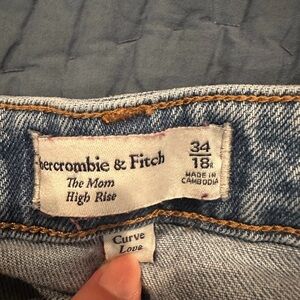 Abercrombie & Fitch
The Mom
High Rise
34
18R
MADE IN
CAMBODIA
Curve
Love